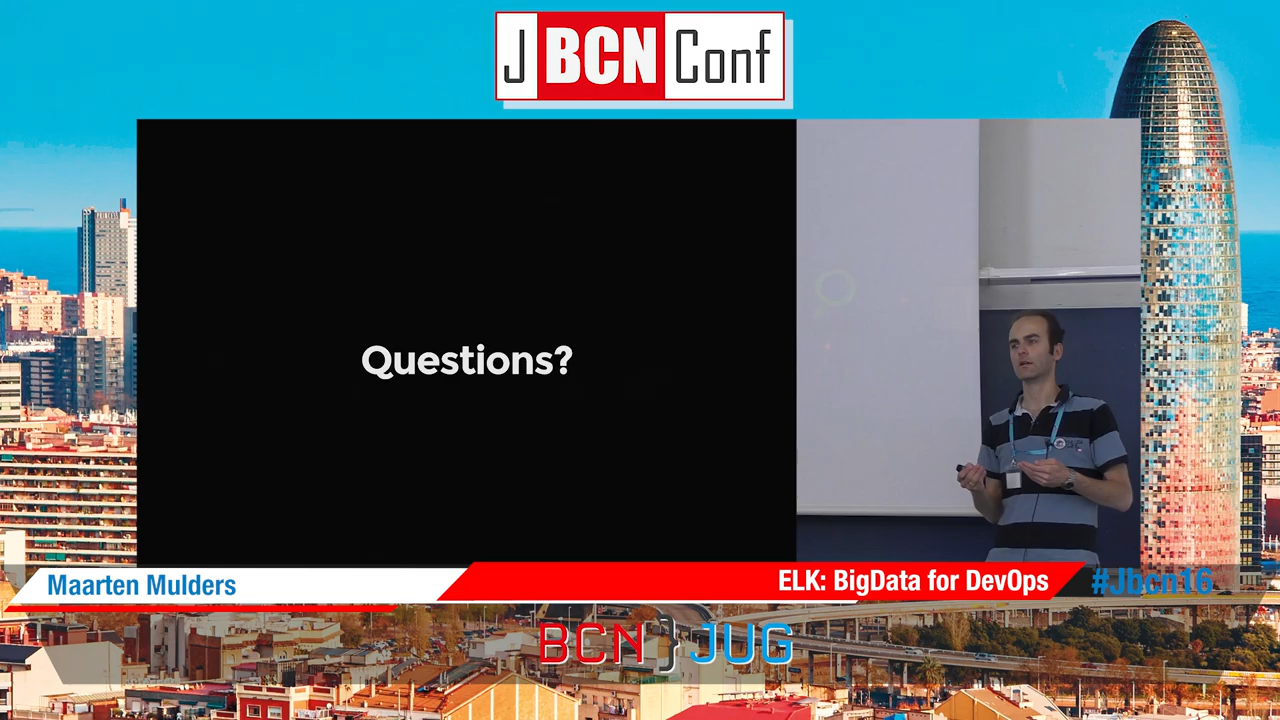 J BCN Conf
Questions?
Maarten Mulders
ELK: BigData for DevOps
#Jbcn16
BCN JUG